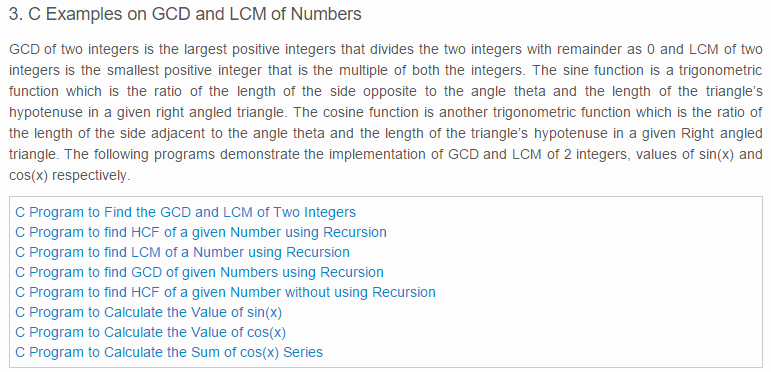 3. C Examples on GCD and LCM of Numbers
GCD of two integers is the largest positive integers that divides the two integers with remainder as 0 and LCM of two
integers is the smallest positive integer that is the multiple of both the integers. The sine function is a trigonometric
function which is the ratio of the length of the side opposite to the angle theta and the length of the triangle's
hypotenuse in a given right angled triangle. The cosine function is another trigonometric function which is the ratio of
the length of the side adjacent to the angle theta and the length of the triangle's hypotenuse in a given Right angled
triangle. The following programs demonstrate the implementation of GCD and LCM of 2 integers, values of sin(x) and
cos(x) respectively.
C Program to Find the GCD and LCM of Two Integers
C Program to find HCF of a given Number using Recursion
C Program to find LCM of a Number using Recursion
C Program to find GCD of given Numbers using Recursion
C Program to find HCF of a given Number without using Recursion
C Program to Calculate the Value of sin(x)
C Program to Calculate the Value of cos(x)
C Program to Calculate the Sum of cos(x) Series